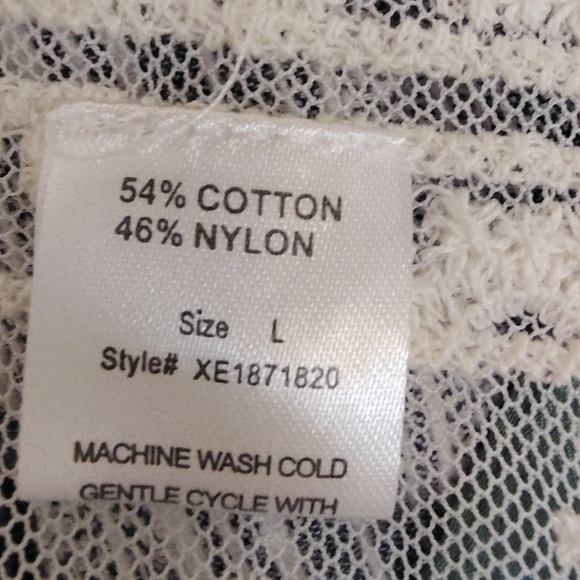 54% COTTON
46% NYLON
Size L
Style# XE1871820
MACHINE WASH COLD
GENTLE CYCLE WITH